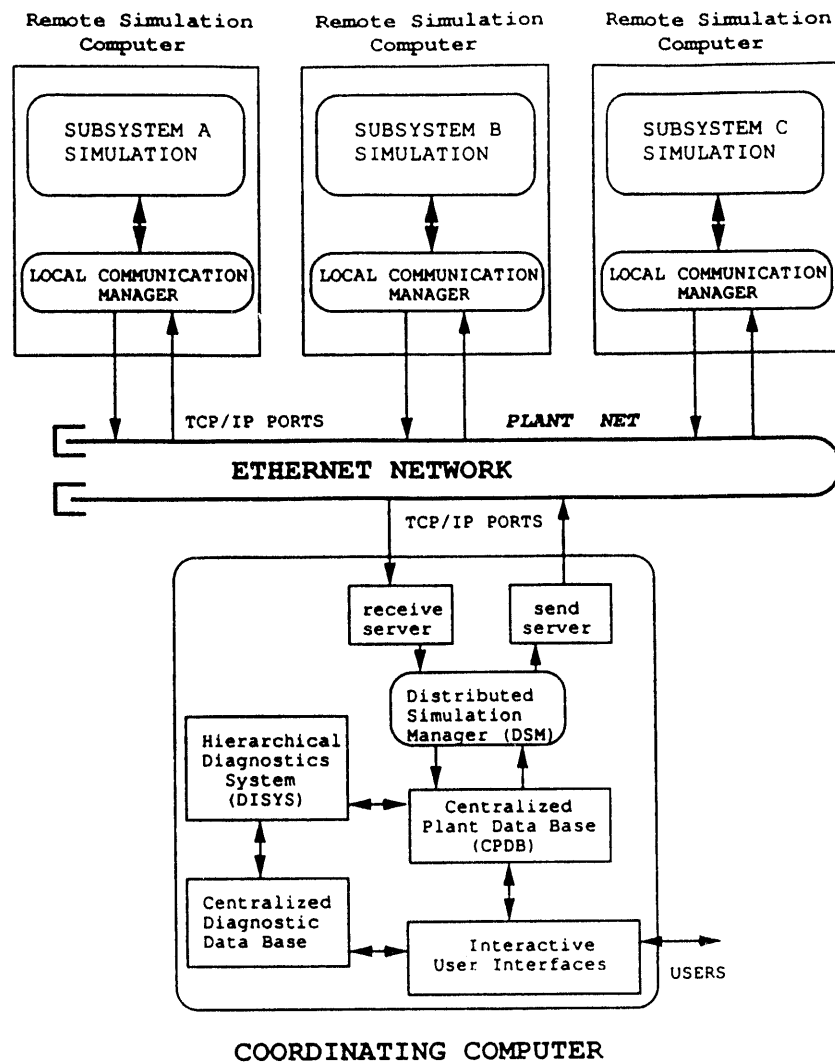 Remote Simulation
Computer
Remote Simulation
Computer
Remote Simulation
Computer
SUBSYSTEM A
SIMULATION
SUBSYSTEM B
SIMULATION
SUBSYSTEM C
SIMULATION
LOCAL COMMUNICATION
MANAGER
LOCAL COMMUNICATION
MANAGER
LOCAL COMMUNICATION
MANAGER
TCP/IP PORTS
PLANT NET
ETHERNET NETWORK
TCP/IP PORTS
receive
server
send
server
Distributed
Simulation
Manager (DSM)
Hierarchical
Diagnostics
System
(DISYS)
Centralized
Plant Data Base
(CPDB)
Centralized
Diagnostic
Data Base
Interactive
User Interfaces
USERS
COORDINATING COMPUTER